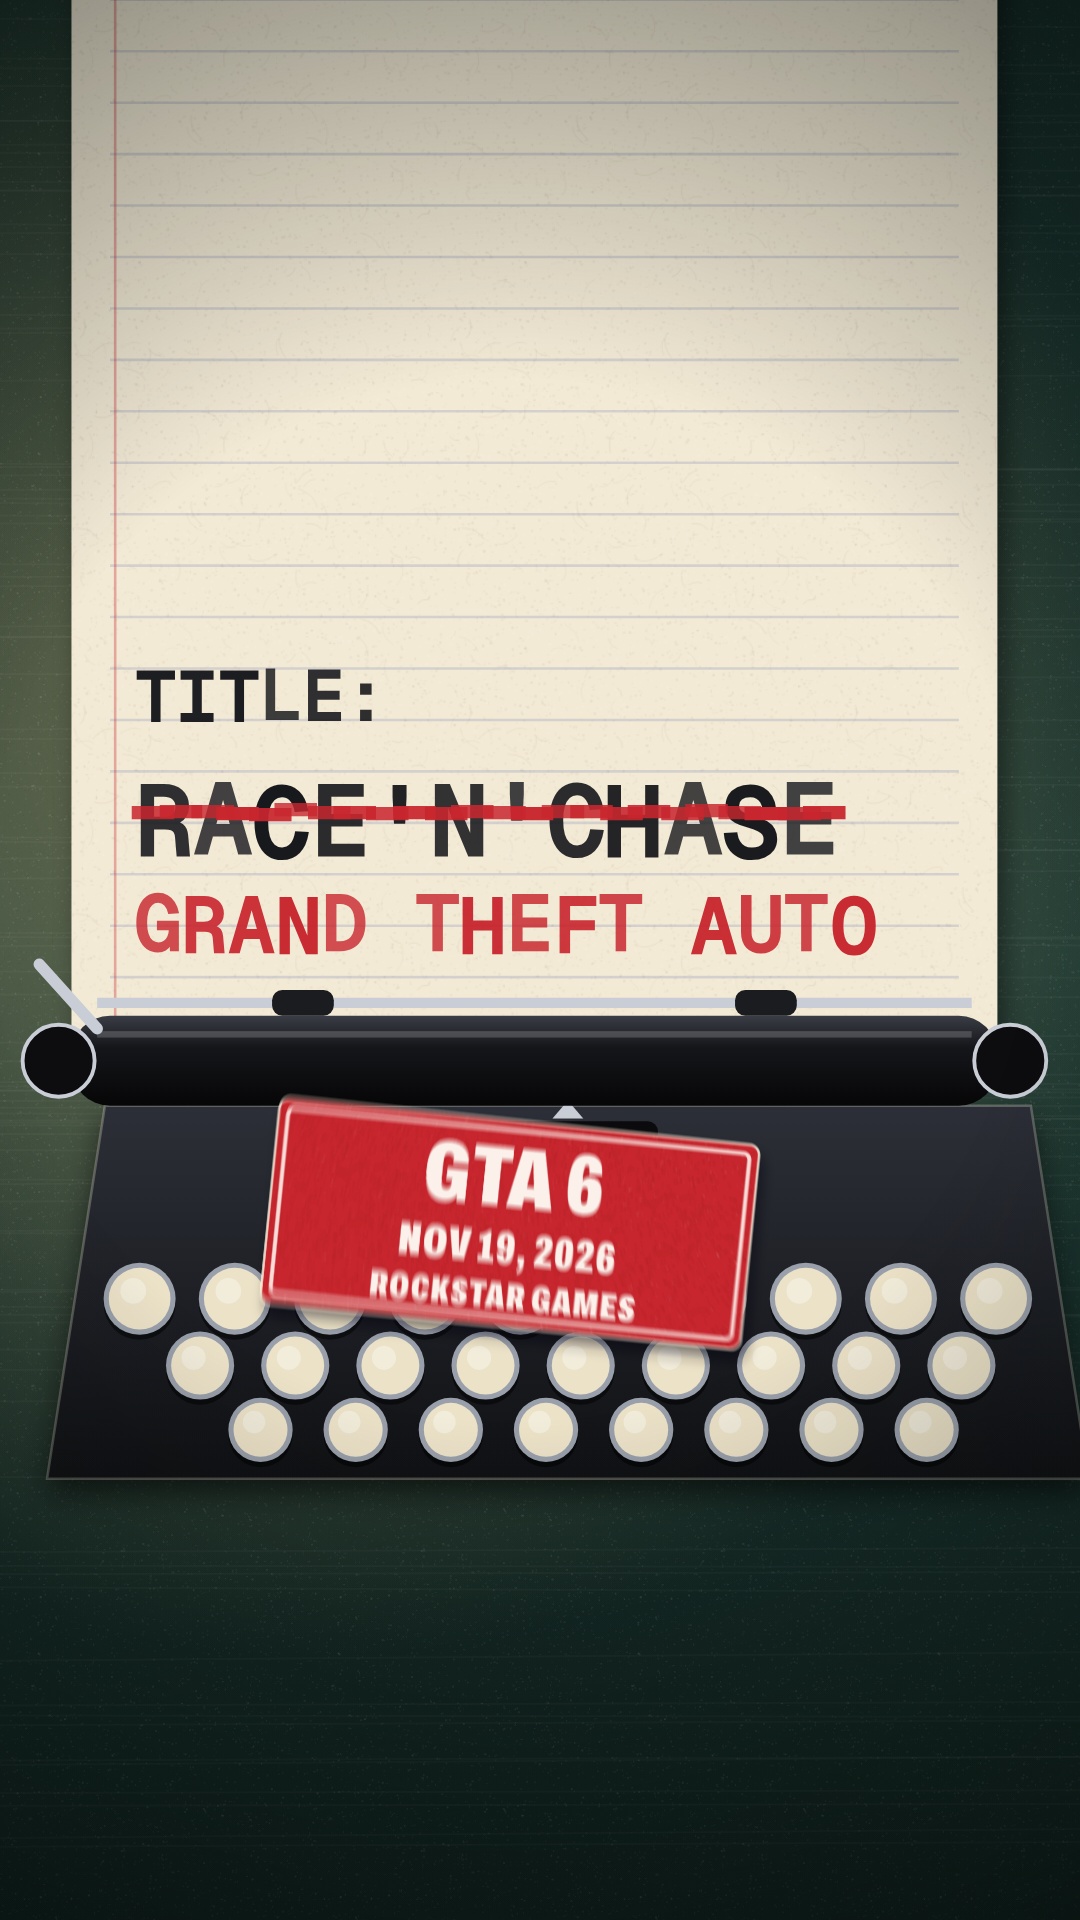 TITLE:
RACE'N'CHASE
GRAND THEFT AUTO
GTA 6
NOV 19, 2026
ROCKSTAR GAMES